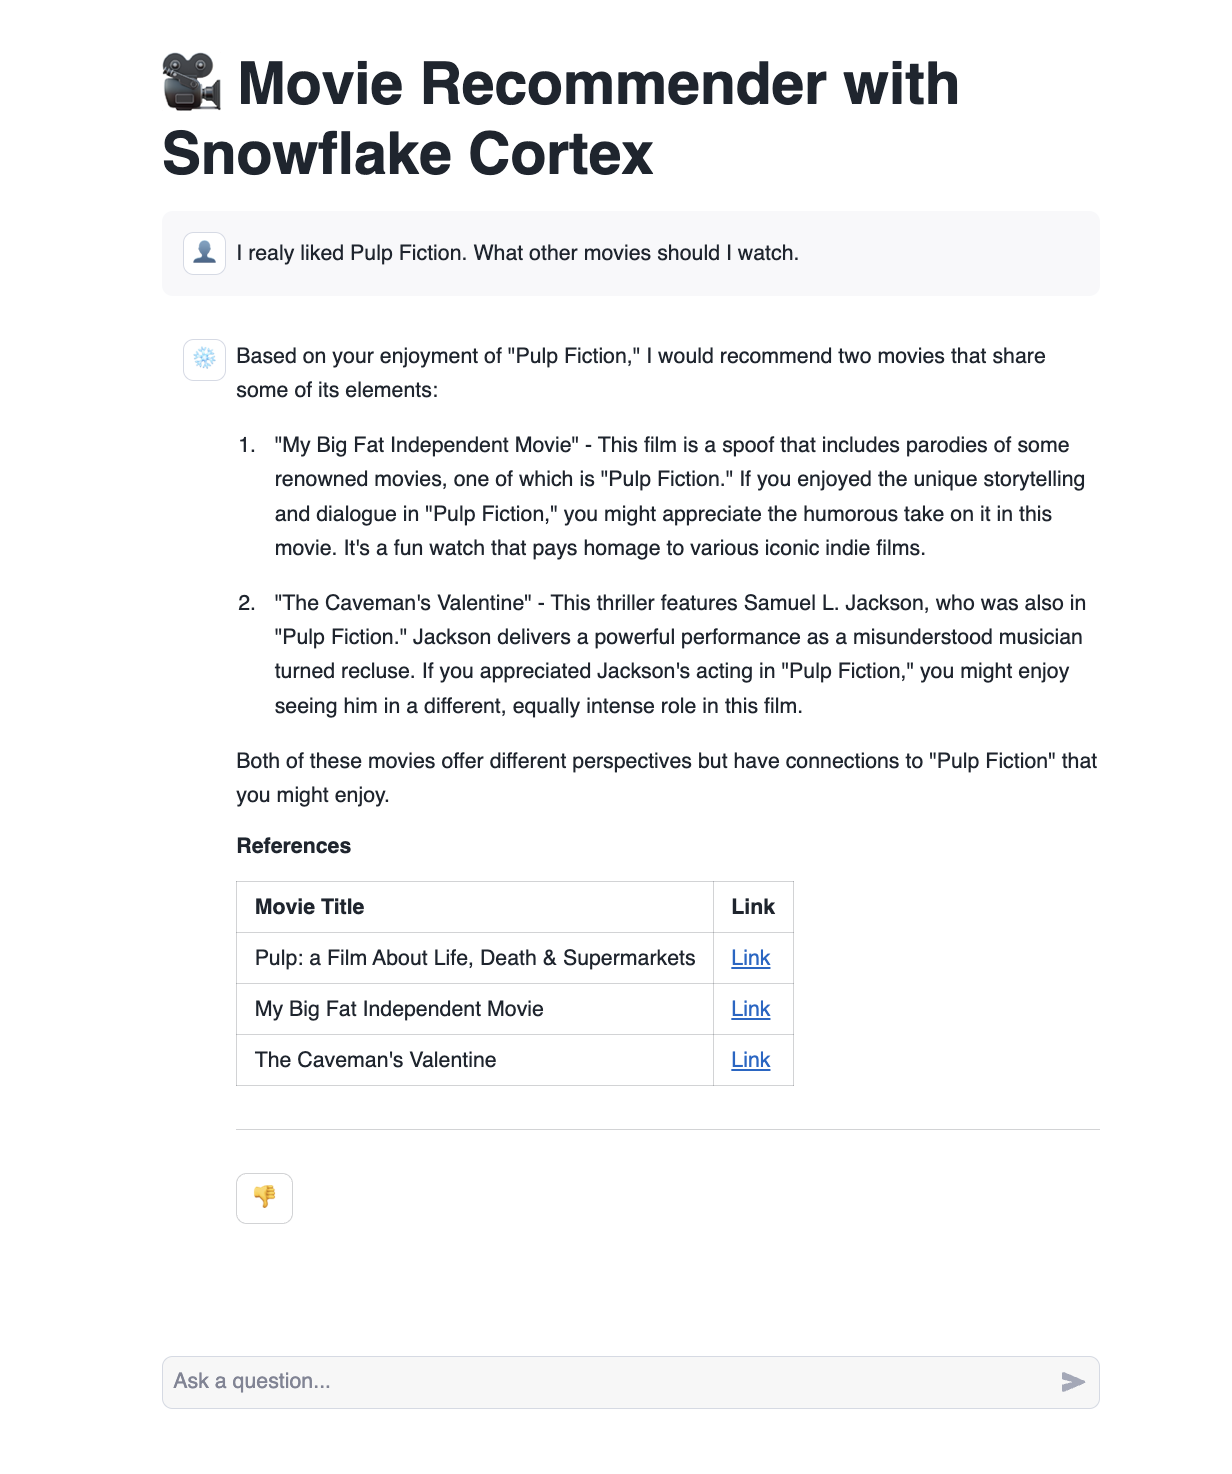 Movie Recommender with
Snowflake Cortex
I realy liked Pulp Fiction. What other movies should I watch.
Based on your enjoyment of "Pulp Fiction," I would recommend two movies that share
some of its elements:
1. "My Big Fat Independent Movie" - This film is a spoof that includes parodies of some
renowned movies, one of which is "Pulp Fiction." If you enjoyed the unique storytelling
and dialogue in "Pulp Fiction," you might appreciate the humorous take on it in this
movie. It's a fun watch that pays homage to various iconic indie films.
2. "The Caveman's Valentine" - This thriller features Samuel L. Jackson, who was also in
"Pulp Fiction." Jackson delivers a powerful performance as a misunderstood musician
turned recluse. If you appreciated Jackson's acting in "Pulp Fiction," you might enjoy
seeing him in a different, equally intense role in this film.
Both of these movies offer different perspectives but have connections to "Pulp Fiction" that
you might enjoy.
References
Movie Title Link
Pulp: a Film About Life, Death & Supermarkets Link
My Big Fat Independent Movie Link
The Caveman's Valentine Link
Ask a question...